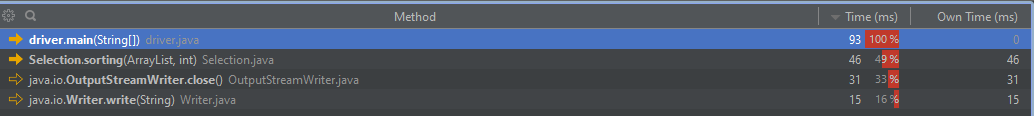 Method Time (ms) Own Time (ms)
driver.main(String[]) driver.java 93 100 % 0
Selection.sorting(ArrayList, int) Selection.java 46 49 % 46
java.io.OutputStreamWriter.close() OutputStreamWriter.java 31 33 % 31
java.io.Writer.write(String) Writer.java 15 16 % 15